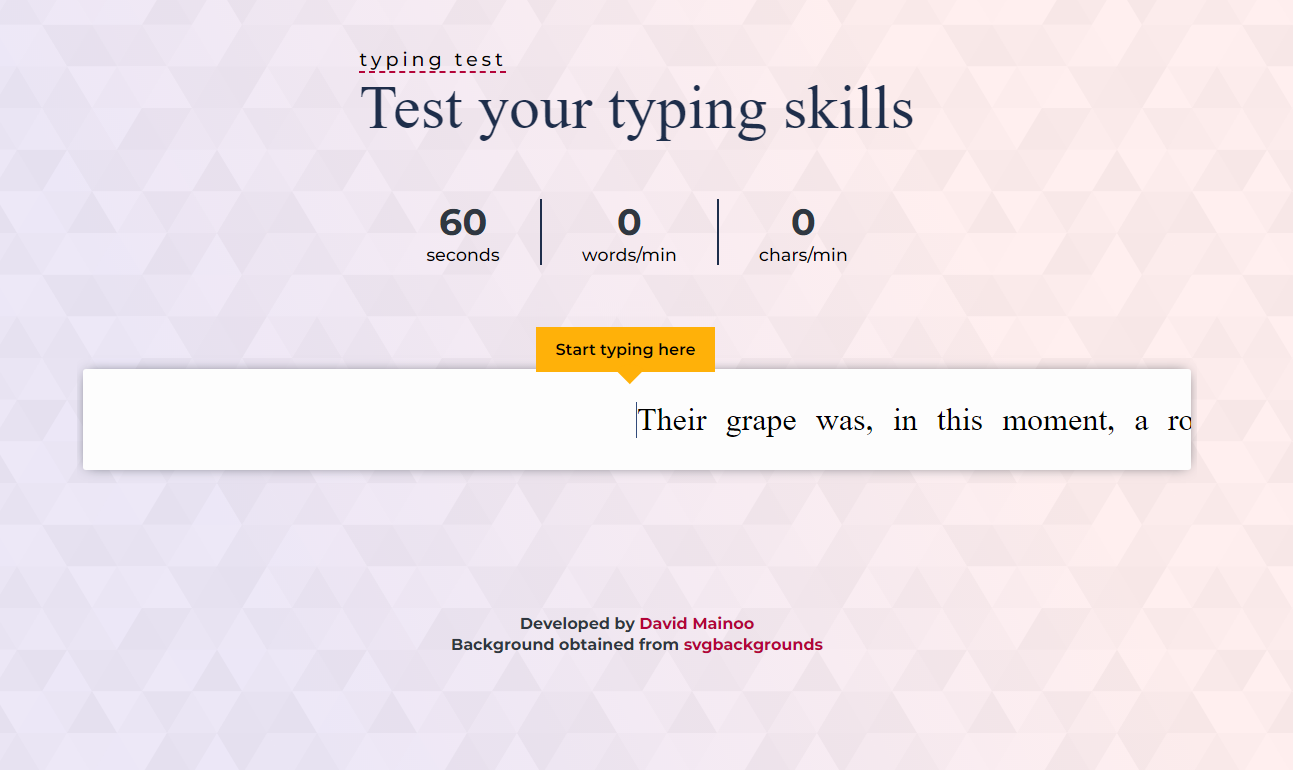 typing test
Test your typing skills
60 0 0
seconds words/min chars/min
Start typing here
Their grape was, in this moment, a
Developed by David Mainoo
Background obtained from svgbackgrounds